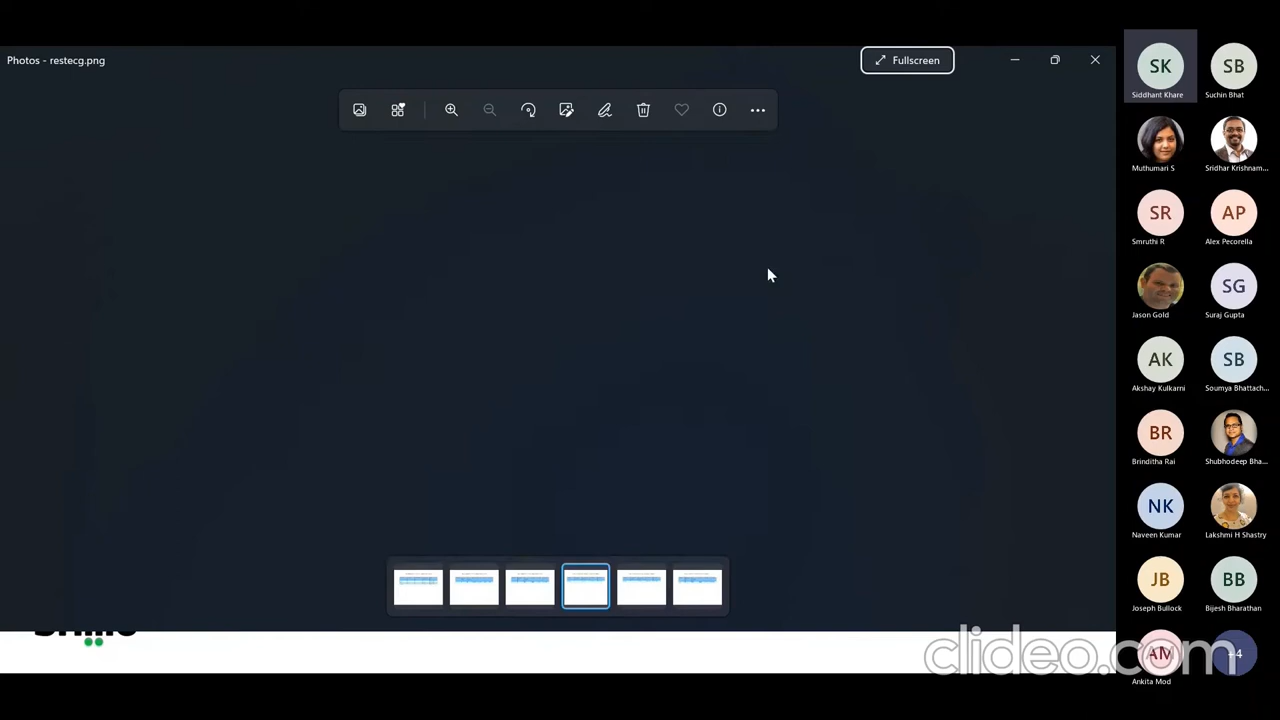 Photos - restecg.png
Fullscreen
SK
Siddhant Khare
SB
Suchin Bhat
Muthumari S
Sridhar Krishnam...
SR
Smruthi R
AP
Alex Pecorella
Jason Gold
SG
Suraj Gupta
AK
Akshay Kulkarni
SB
Soumya Bhattach...
BR
Brinditha Rai
Shubhodeep Bha...
NK
Naveen Kumar
Lakshmi H Shastry
JB
Joseph Bullock
BB
Bijesh Bharathan
AM
Ankita Mod
+4
clideo.com